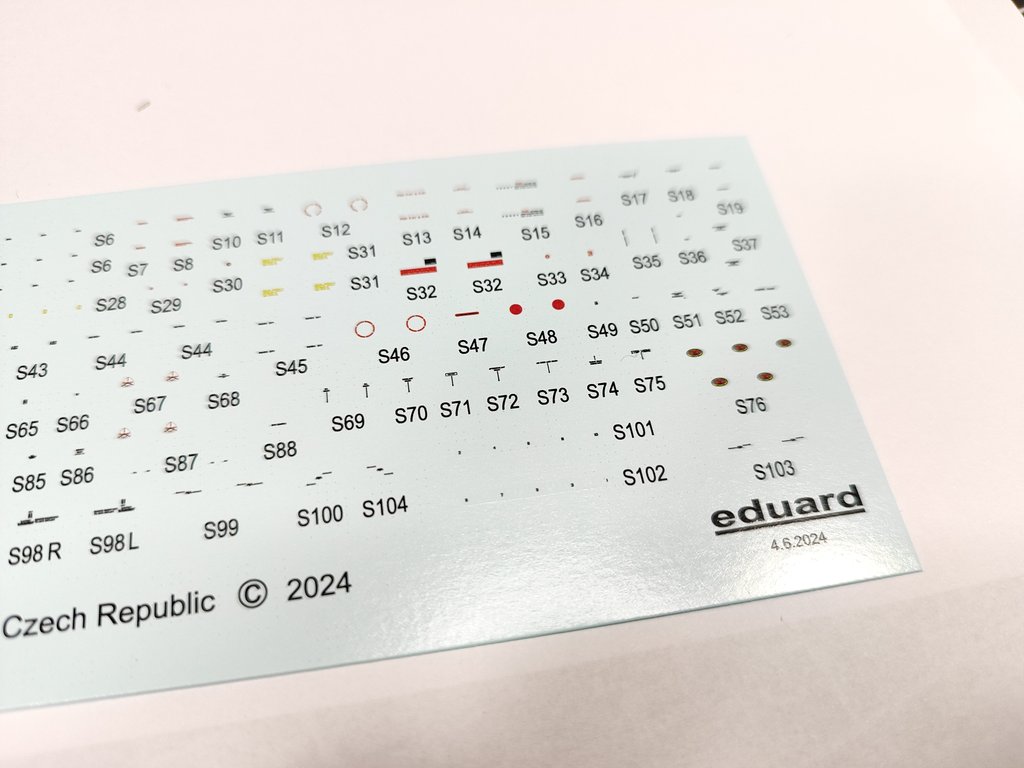 S17 S18
S6 S10 S11 S12 S13 S14 S15 S16 S19
S6 S7 S8 S30 S31 S35 S36 S37
S28 S29 S31 S32 S32 S33 S34
S43 S44 S44 S45 S46 S47 S48 S49 S50 S51 S52 S53
S65 S66 S67 S68 S69 S70 S71 S72 S73 S74 S75 S76
S85 S86 S87 S88 S101
S98 R S98 L S99 S100 S104 S102 S103
eduard
4.6.2024
Czech Republic © 2024